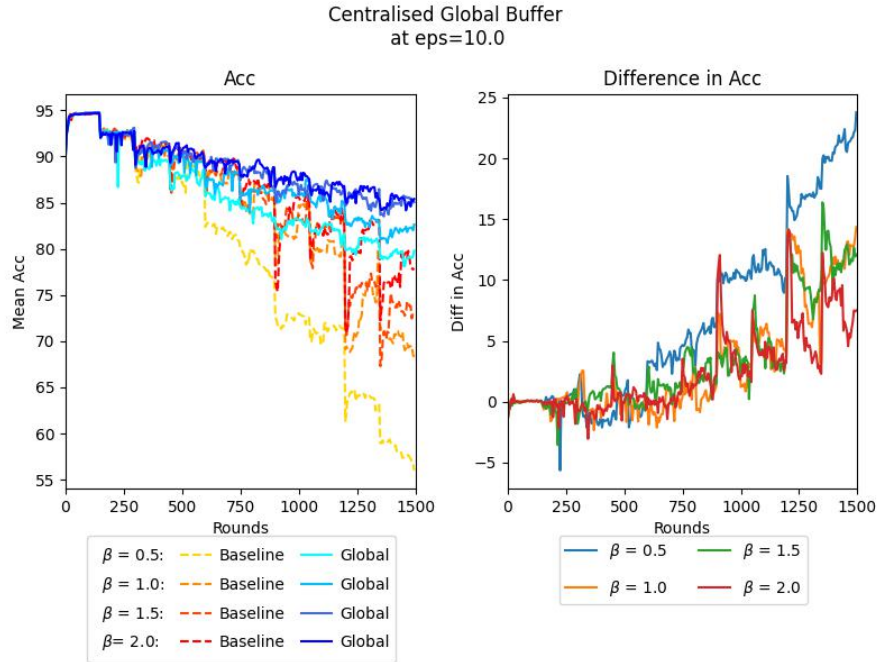 Centralised Global Buffer
at eps=10.0
Acc
Mean Acc
95
90
85
80
75
70
65
60
55
0 250 500 750 1000 1250 1500
Rounds
β = 0.5: Baseline Global
β = 1.0: Baseline Global
β = 1.5: Baseline Global
β= 2.0: Baseline Global
Difference in Acc
Diff in Acc
25
20
15
10
5
0
−5
0 250 500 750 1000 1250 1500
Rounds
β = 0.5 β = 1.5
β = 1.0 β = 2.0